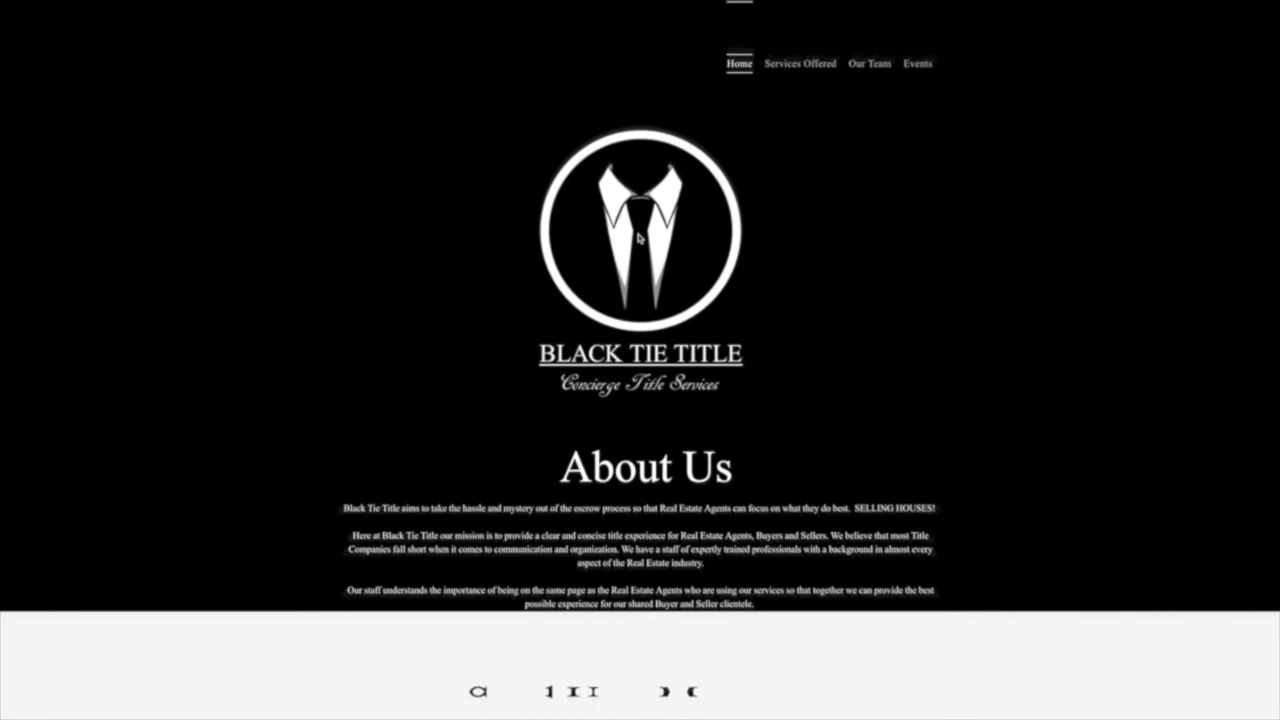 Home Services Offered Our Team Events
BLACK TIE TITLE
Concierge Title Services
About Us
Black Tie Title aims to take the hassle and mystery out of the escrow process so that Real Estate Agents can focus on what they do best. SELLING HOUSES!
Here at Black Tie Title our mission is to provide a clear and concise title experience for Real Estate Agents, Buyers and Sellers. We believe that most Title
Companies fall short when it comes to communication and organization. We have a staff of expertly trained professionals with a background in almost every
aspect of the Real Estate industry.
Our staff understands the importance of being on the same page as the Real Estate Agents who are using our services so that together we can provide the best
possible experience for our shared Buyer and Seller clientele.